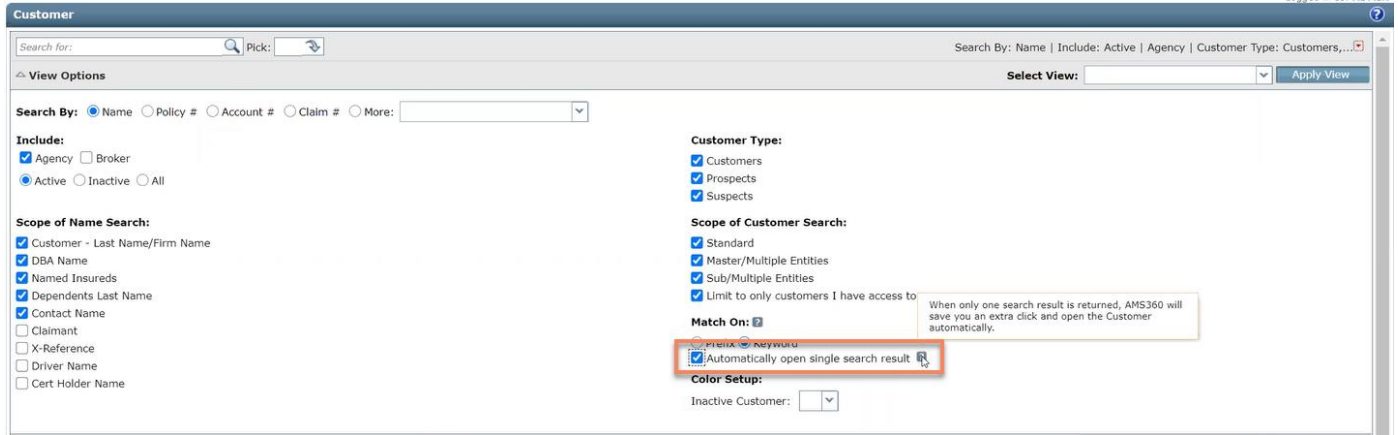 Customer
Search for: Pick: Search By: Name | Include: Active | Agency | Customer Type: Customers,...
View Options Select View: Apply View
Search By: Name Policy # Account # Claim # More:
Include: Customer Type:
Agency Broker Customers
Active Inactive All Prospects
Suspects
Scope of Name Search: Scope of Customer Search:
Customer - Last Name/Firm Name Standard
DBA Name Master/Multiple Entities
Named Insureds Sub/Multiple Entities
Dependents Last Name Limit to only customers I have access to
Contact Name
When only one search result is returned, AMS360 will
save you an extra click and open the Customer
automatically.
Claimant Match On:
X-Reference Prefix Keyword
Driver Name Automatically open single search result
Cert Holder Name Color Setup:
Inactive Customer: